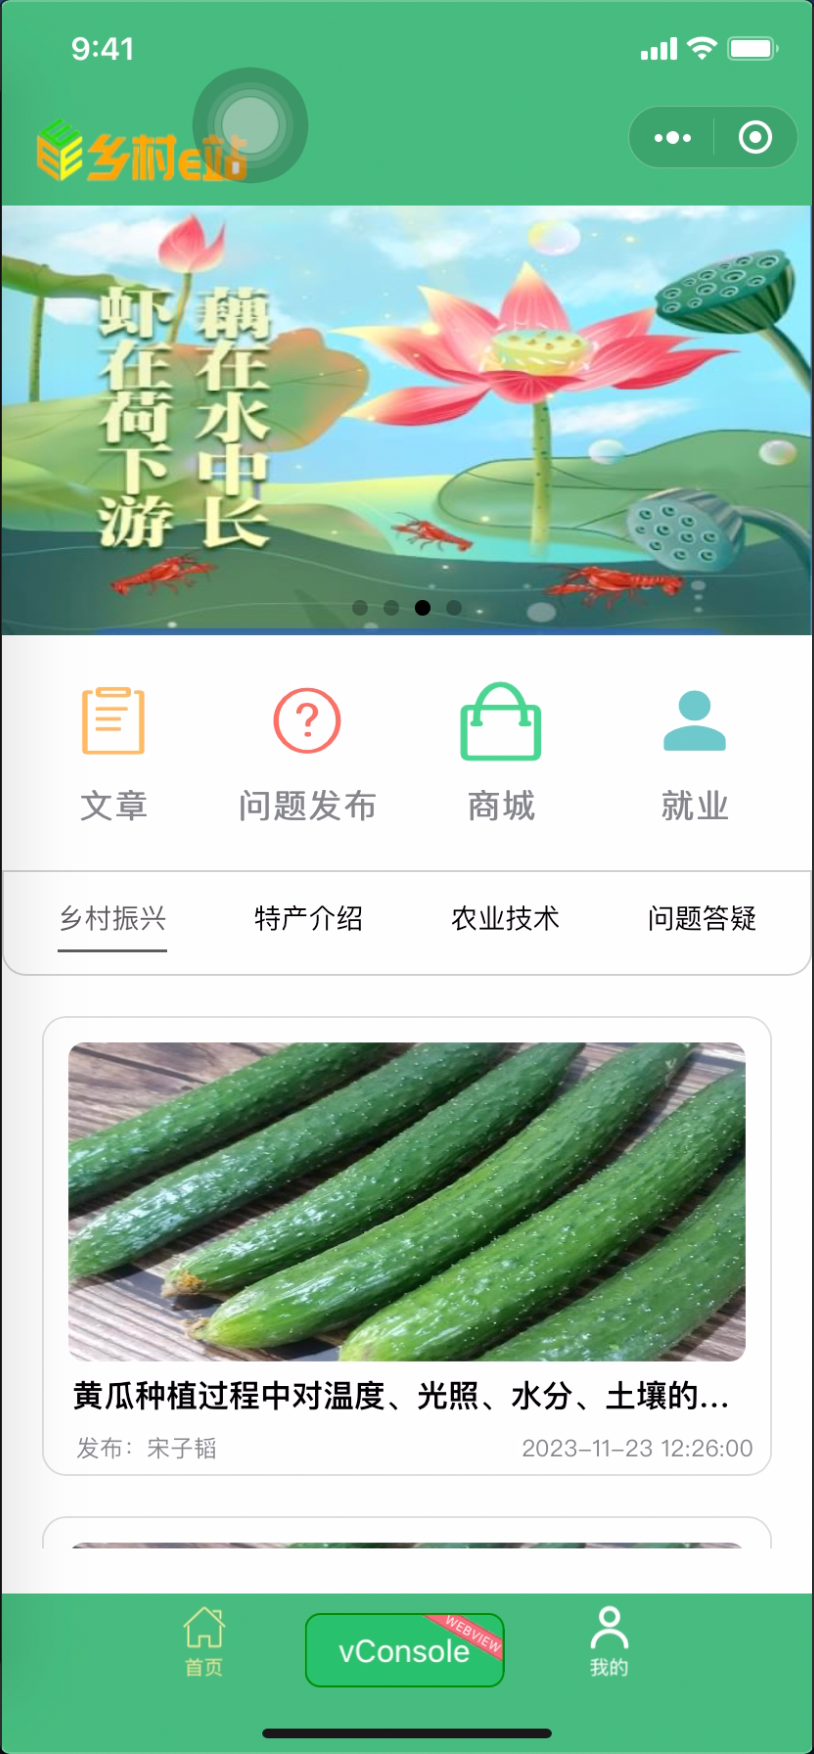 9:41
乡村e站
藕在水中长
虾在荷下游
文章 问题发布 商城 就业
乡村振兴 特产介绍 农业技术 问题答疑
黄瓜种植过程中对温度、光照、水分、土壤的...
发布：宋子韬 2023-11-23 12:26:00
首页 vConsole WEBVIEW 我的